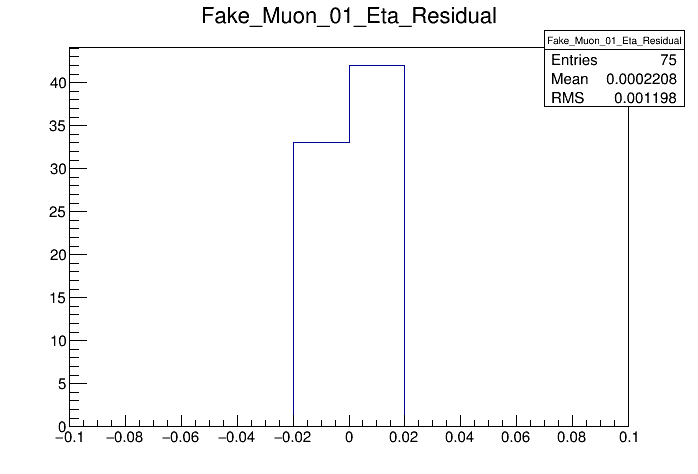 Fake_Muon_01_Eta_Residual
Fake_Muon_01_Eta_Residual
Entries 75
Mean 0.0002208
RMS 0.001198
40
35
30
25
20
15
10
5
0
−0.1 −0.08 −0.06 −0.04 −0.02 0 0.02 0.04 0.06 0.08 0.1